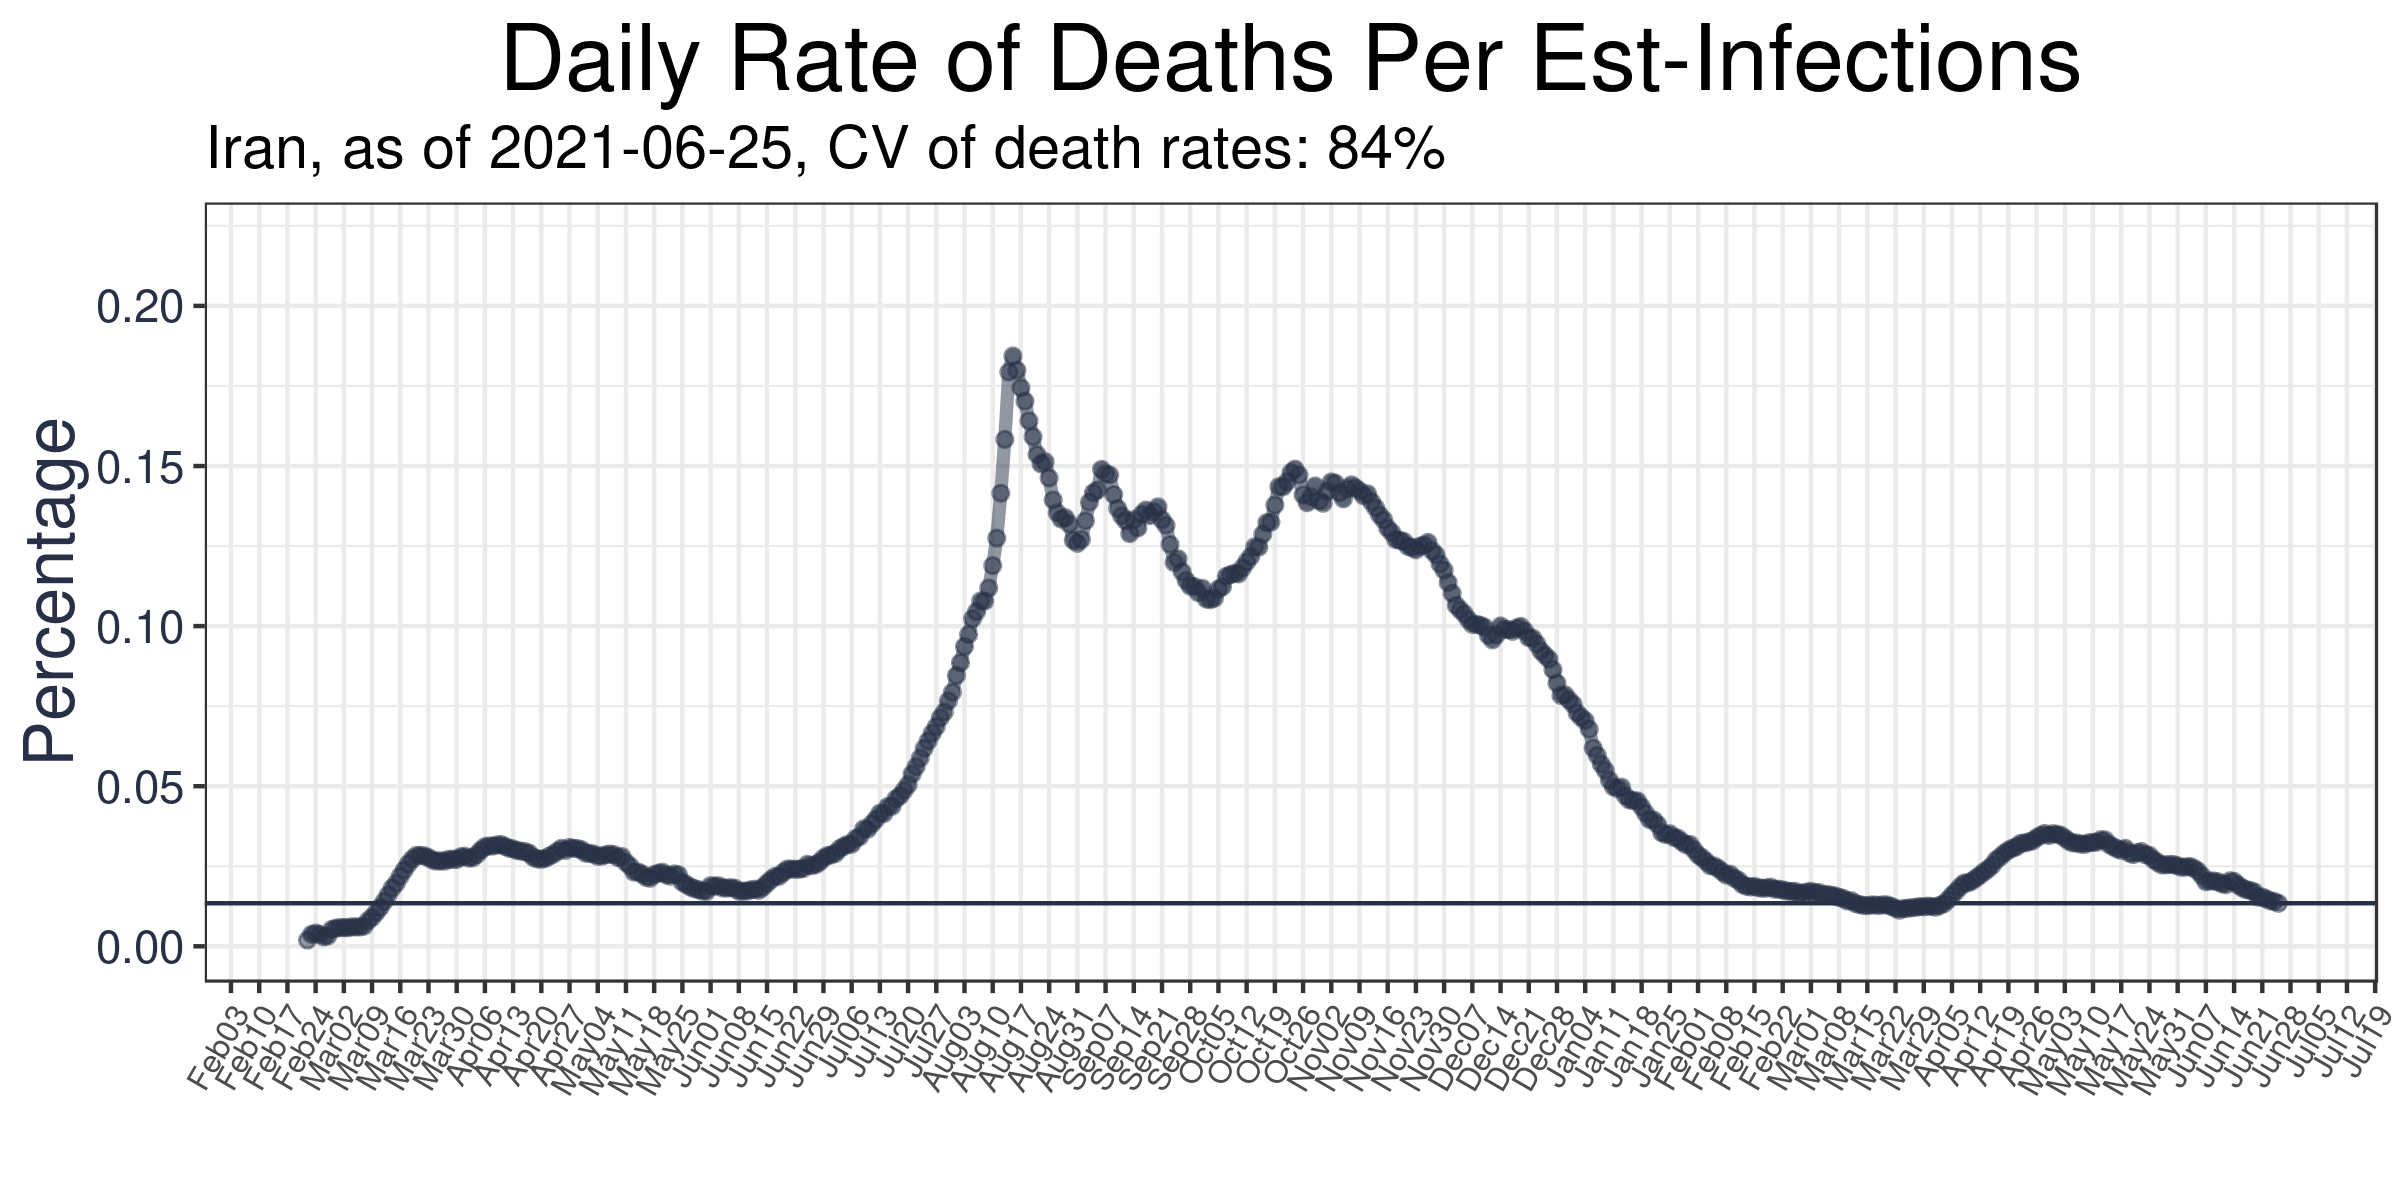 Daily Rate of Deaths Per Est-Infections
Iran, as of 2021-06-25, CV of death rates: 84%
Percentage
0.20
0.15
0.10
0.05
0.00
Feb03
Feb10
Feb17
Feb24
Mar02
Mar09
Mar16
Mar23
Mar30
Apr06
Apr13
Apr20
Apr27
May04
May11
May18
May25
Jun01
Jun08
Jun15
Jun22
Jun29
Jul06
Jul13
Jul20
Jul27
Aug03
Aug10
Aug17
Aug24
Aug31
Sep07
Sep14
Sep21
Sep28
Oct05
Oct12
Oct19
Oct26
Nov02
Nov09
Nov16
Nov23
Nov30
Dec07
Dec14
Dec21
Dec28
Jan04
Jan11
Jan18
Jan25
Feb01
Feb08
Feb15
Feb22
Mar01
Mar08
Mar15
Mar22
Mar29
Apr05
Apr12
Apr19
Apr26
May03
May10
May17
May24
May31
Jun07
Jun14
Jun21
Jun28
Jul05
Jul12
Jul19